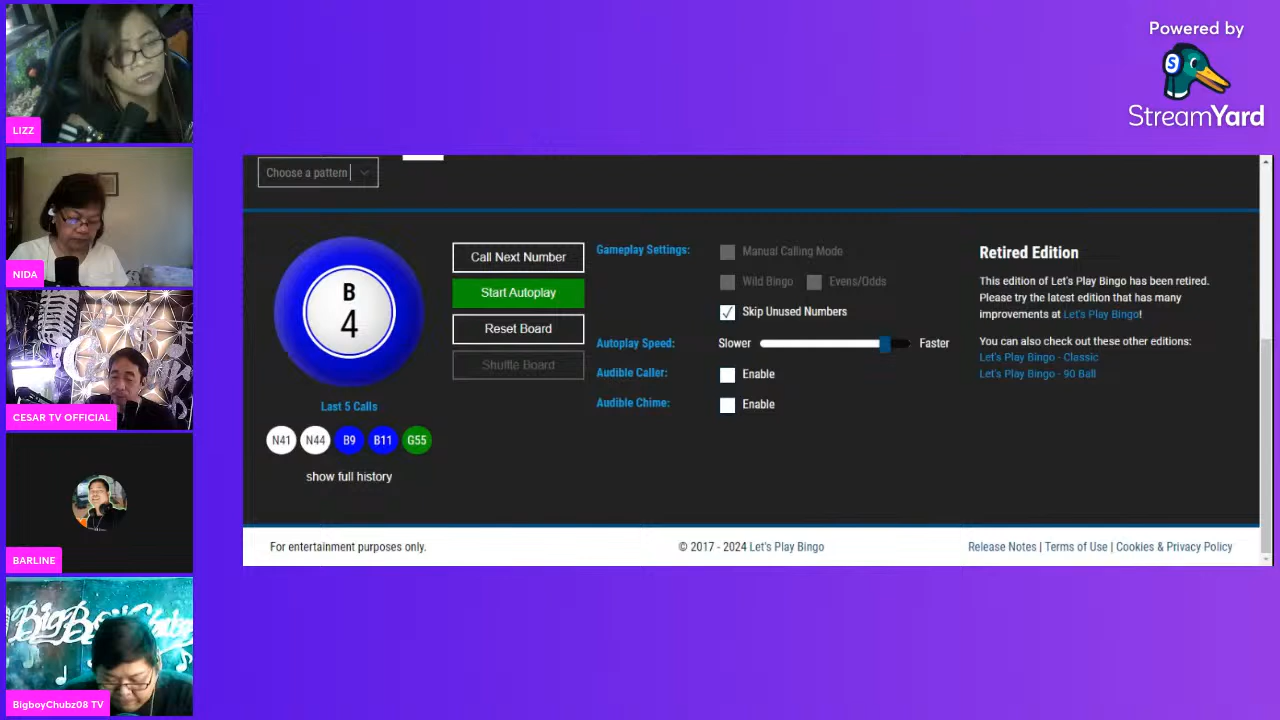 LIZZ
NIDA
CESAR TV OFFICIAL
BARLINE
BigBoyChubz
BigboyChubz08 TV
Powered by
S
StreamYard
Choose a pattern
B
4
Last 5 Calls
N41 N44 B9 B11 G55
show full history
Call Next Number
Start Autoplay
Reset Board
Shuffle Board
Gameplay Settings:
Manual Calling Mode
Wild Bingo Evens/Odds
Skip Unused Numbers
Autoplay Speed: Slower Faster
Audible Caller: Enable
Audible Chime: Enable
Retired Edition
This edition of Let's Play Bingo has been retired.
Please try the latest edition that has many
improvements at Let's Play Bingo!
You can also check out these other editions:
Let's Play Bingo - Classic
Let's Play Bingo - 90 Ball
For entertainment purposes only. © 2017 - 2024 Let's Play Bingo Release Notes | Terms of Use | Cookies & Privacy Policy